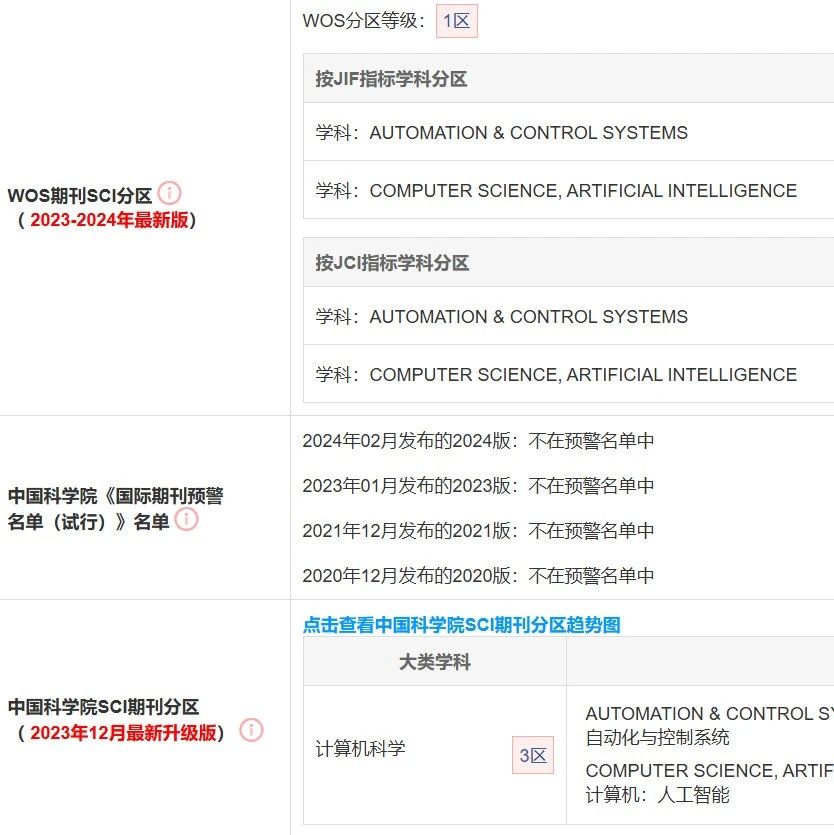 WOS期刊SCI分区
（ 2023-2024年最新版）
WOS分区等级： 1区
按JIF指标学科分区
学科：AUTOMATION & CONTROL SYSTEMS
学科：COMPUTER SCIENCE, ARTIFICIAL INTELLIGENCE
按JCI指标学科分区
学科：AUTOMATION & CONTROL SYSTEMS
学科：COMPUTER SCIENCE, ARTIFICIAL INTELLIGENCE
中国科学院《国际期刊预警
名单（试行）》名单
2024年02月发布的2024版：不在预警名单中
2023年01月发布的2023版：不在预警名单中
2021年12月发布的2021版：不在预警名单中
2020年12月发布的2020版：不在预警名单中
中国科学院SCI期刊分区
（ 2023年12月最新升级版）
点击查看中国科学院SCI期刊分区趋势图
大类学科
计算机科学 3区
AUTOMATION & CONTROL SY
自动化与控制系统
COMPUTER SCIENCE, ARTIF
计算机：人工智能